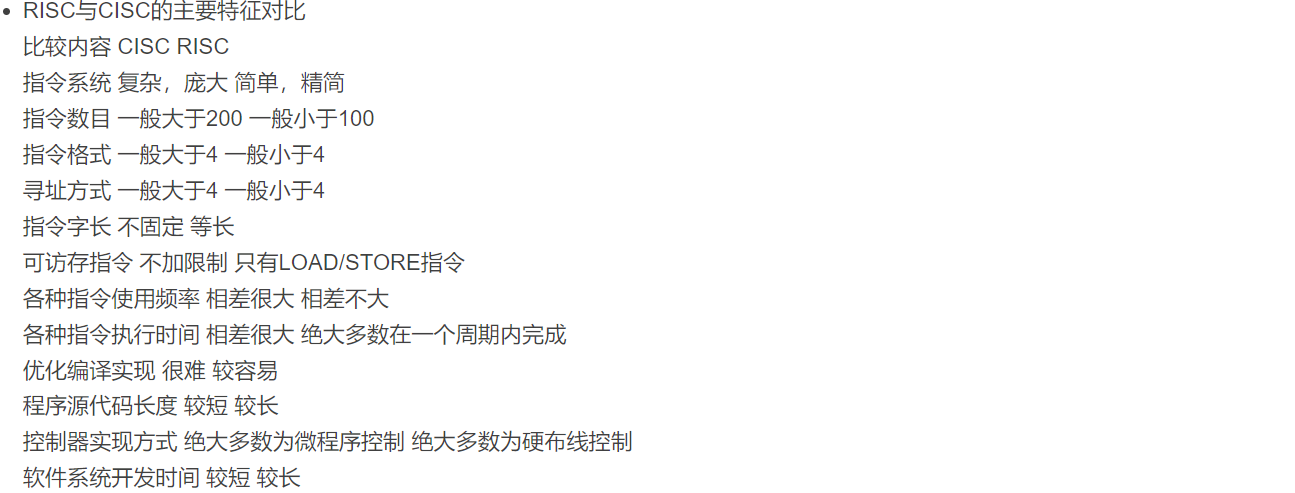 RISC与CISC的主要特征对比
比较内容 CISC RISC
指令系统 复杂，庞大 简单，精简
指令数目 一般大于200 一般小于100
指令格式 一般大于4 一般小于4
寻址方式 一般大于4 一般小于4
指令字长 不固定 等长
可访存指令 不加限制 只有LOAD/STORE指令
各种指令使用频率 相差很大 相差不大
各种指令执行时间 相差很大 绝大多数在一个周期内完成
优化编译实现 很难 较容易
程序源代码长度 较短 较长
控制器实现方式 绝大多数为微程序控制 绝大多数为硬布线控制
软件系统开发时间 较短 较长